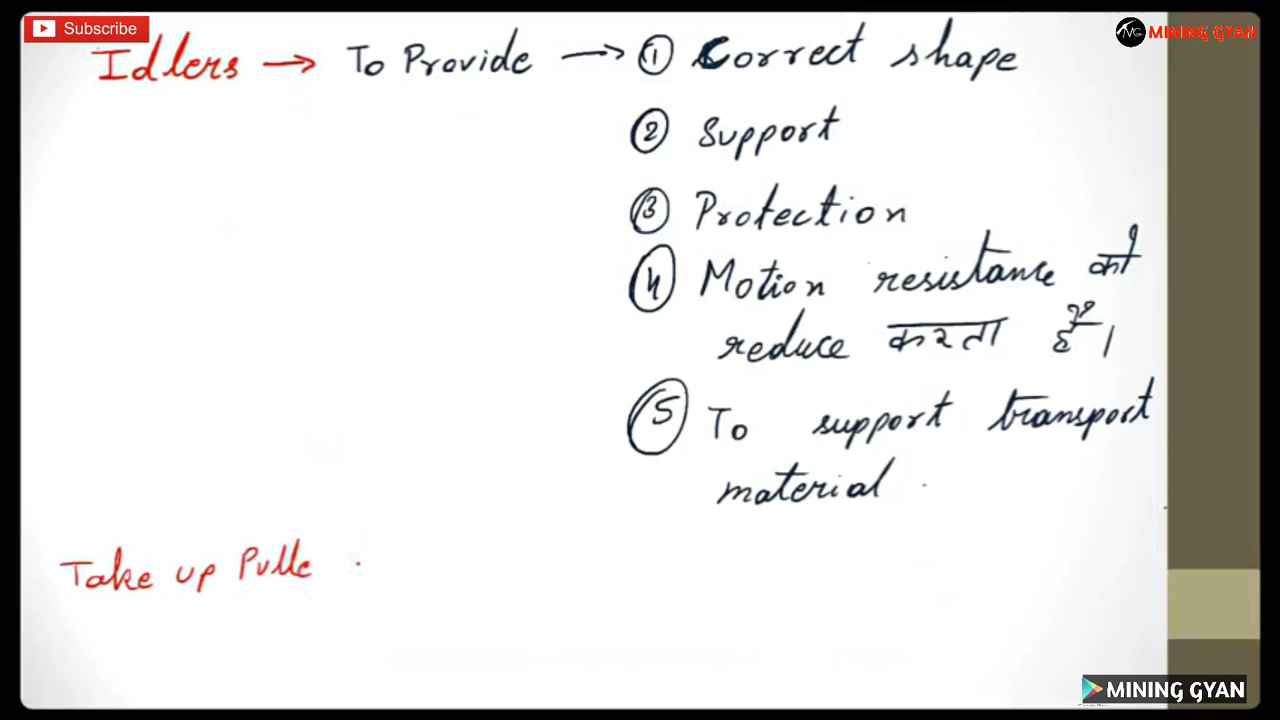 Subscribe
MINING GYAN
Idlers → To Provide → ① Correct shape
② Support
③ Protection
④ Motion resistance को
reduce करता है।
⑤ To support transport
material .
Take up Pulle
MINING GYAN